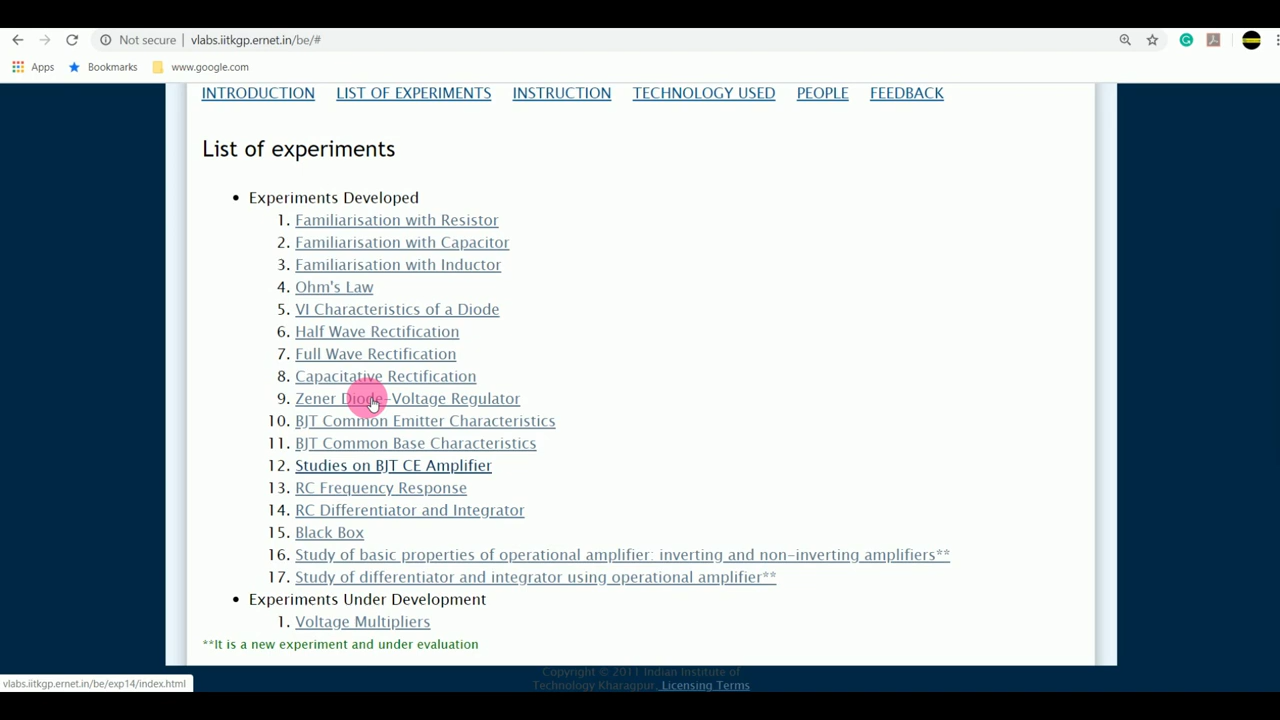 Not secure | vlabs.iitkgp.ernet.in/be/#
Apps Bookmarks www.google.com
INTRODUCTION LIST OF EXPERIMENTS INSTRUCTION TECHNOLOGY USED PEOPLE FEEDBACK
List of experiments
• Experiments Developed
1. Familiarisation with Resistor
2. Familiarisation with Capacitor
3. Familiarisation with Inductor
4. Ohm's Law
5. VI Characteristics of a Diode
6. Half Wave Rectification
7. Full Wave Rectification
8. Capacitative Rectification
9. Zener Diode-Voltage Regulator
10. BJT Common Emitter Characteristics
11. BJT Common Base Characteristics
12. Studies on BJT CE Amplifier
13. RC Frequency Response
14. RC Differentiator and Integrator
15. Black Box
16. Study of basic properties of operational amplifier: inverting and non-inverting amplifiers**
17. Study of differentiator and integrator using operational amplifier**
• Experiments Under Development
1. Voltage Multipliers
**It is a new experiment and under evaluation
Copyright © 2011 Indian Institute of
Technology Kharagpur, Licensing Terms
vlabs.iitkgp.ernet.in/be/exp14/index.html